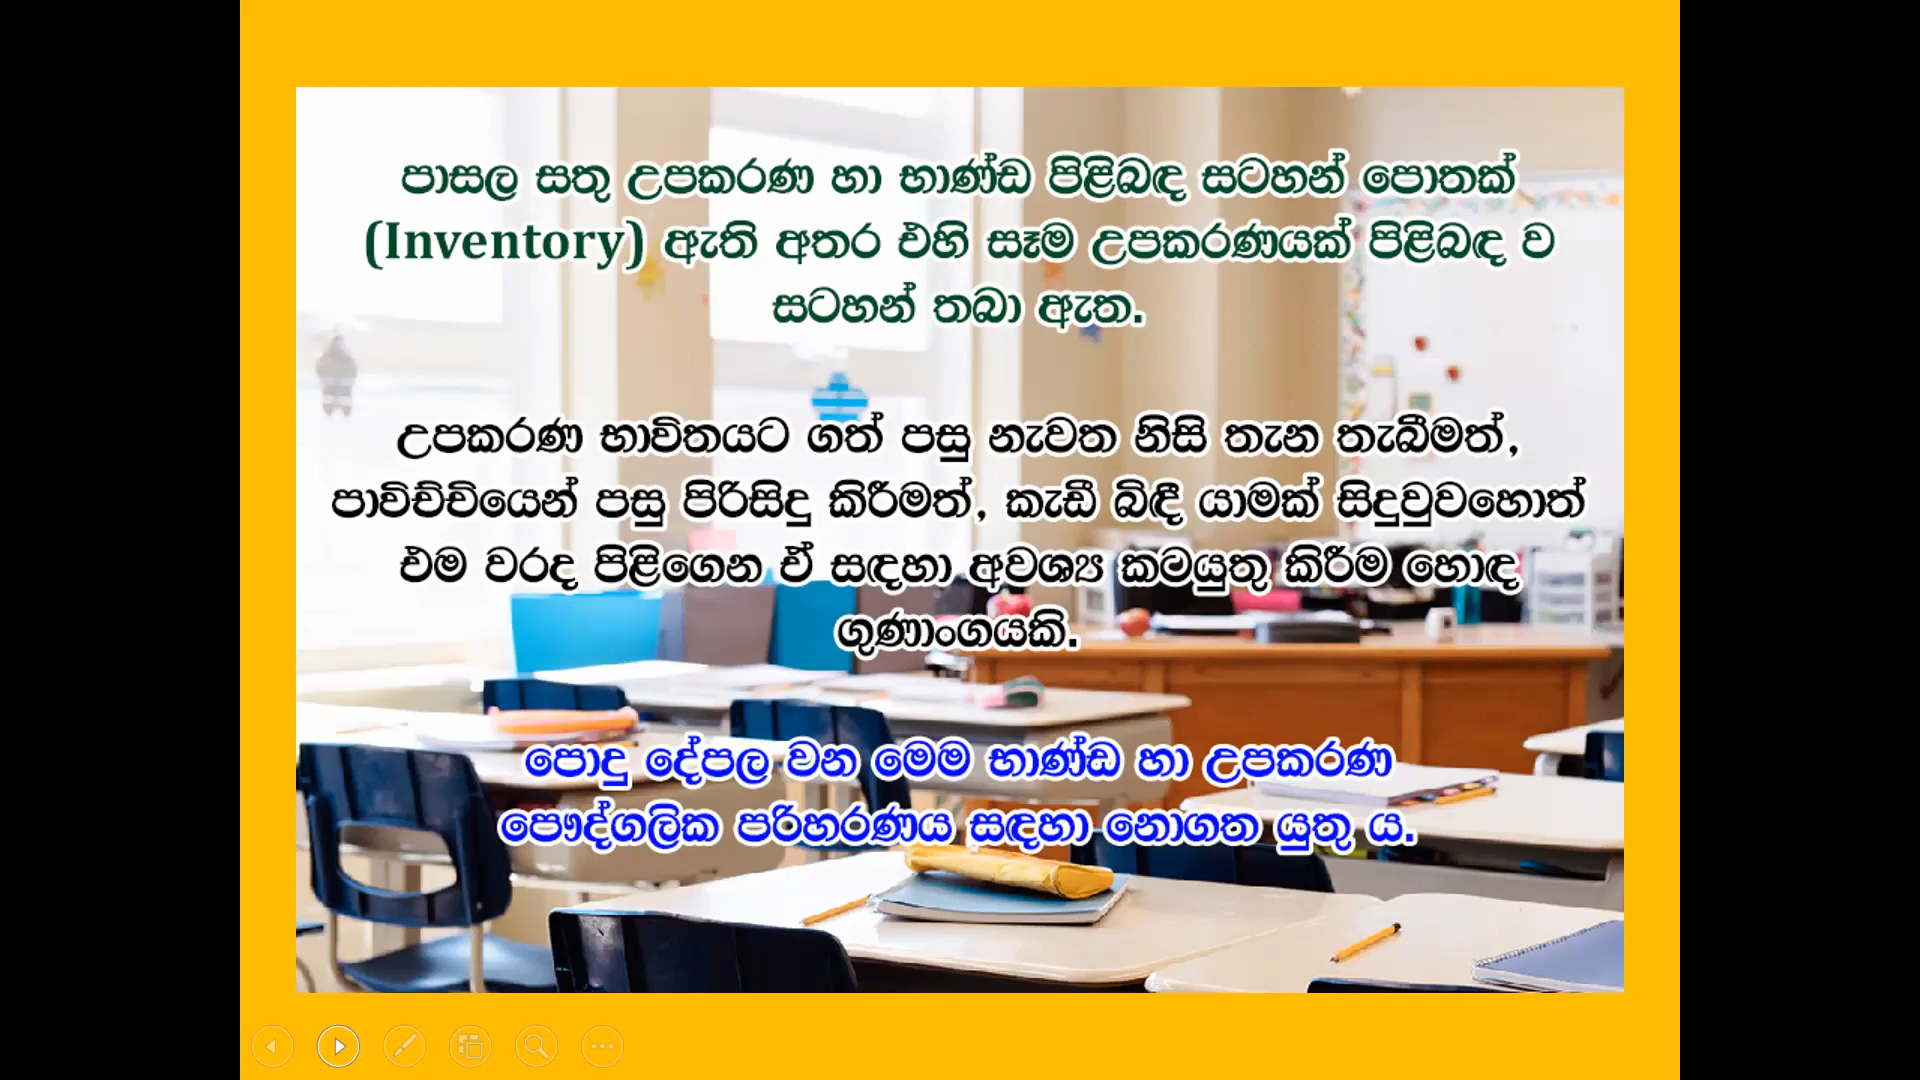 පාසල සතු උපකරණ හා භාණ්ඩ පිළිබඳ සටහන් පොතක්
(Inventory) ඇති අතර එහි සෑම උපකරණයක් පිළිබඳ ව
සටහන් තබා ඇත.
උපකරණ භාවිතයට ගත් පසු නැවත නිසි තැන තැබීමත්,
පාවිච්චියෙන් පසු පිරිසිදු කිරීමත්, කැඩී බිඳී යාමක් සිදුවුවහොත්
එම වරද පිළිගෙන ඒ සඳහා අවශ්‍ය කටයුතු කිරීම හොඳ
ගුණාංගයකි.
පොදු දේපල වන මෙම භාණ්ඩ හා උපකරණ
පෞද්ගලික පරිහරණය සඳහා නොගත යුතු ය.